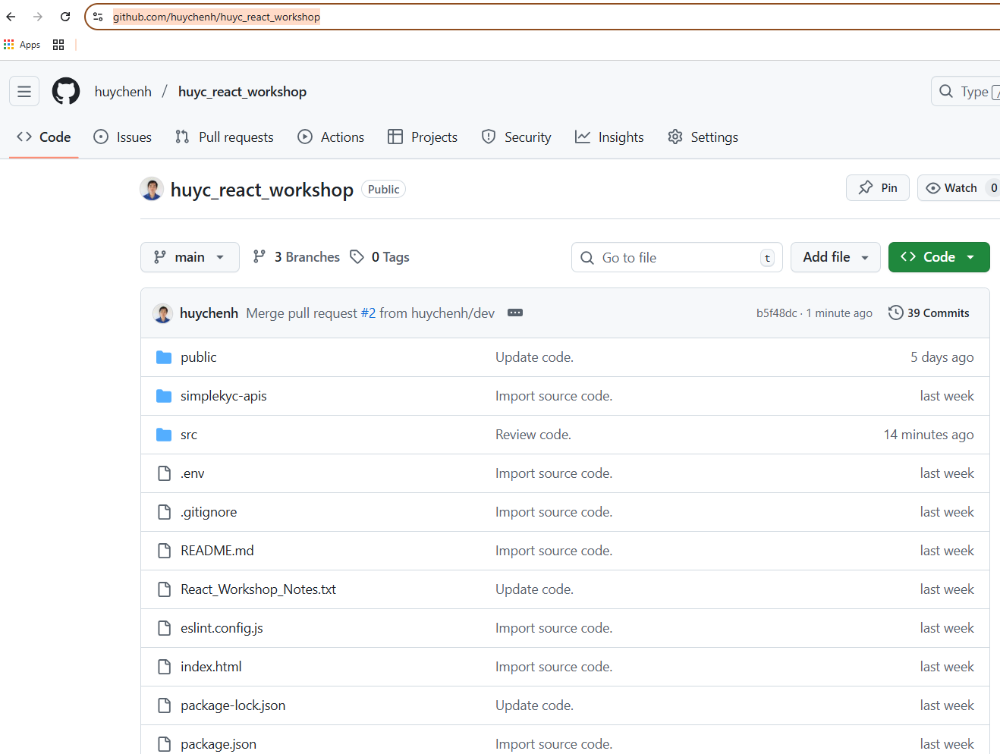 github.com/huychenh/huyc_react_workshop
Apps
huychenh / huyc_react_workshop
Type /
Code Issues Pull requests Actions Projects Security Insights Settings
huyc_react_workshop Public
Pin Watch 0
main 3 Branches 0 Tags
Go to file t Add file Code
huychenh Merge pull request #2 from huychenh/dev ··· b5f48dc · 1 minute ago 39 Commits
public Update code. 5 days ago
simplekyc-apis Import source code. last week
src Review code. 14 minutes ago
.env Import source code. last week
.gitignore Import source code. last week
README.md Import source code. last week
React_Workshop_Notes.txt Update code. last week
eslint.config.js Import source code. last week
index.html Import source code. last week
package-lock.json Update code. last week
package.json Import source code. last week